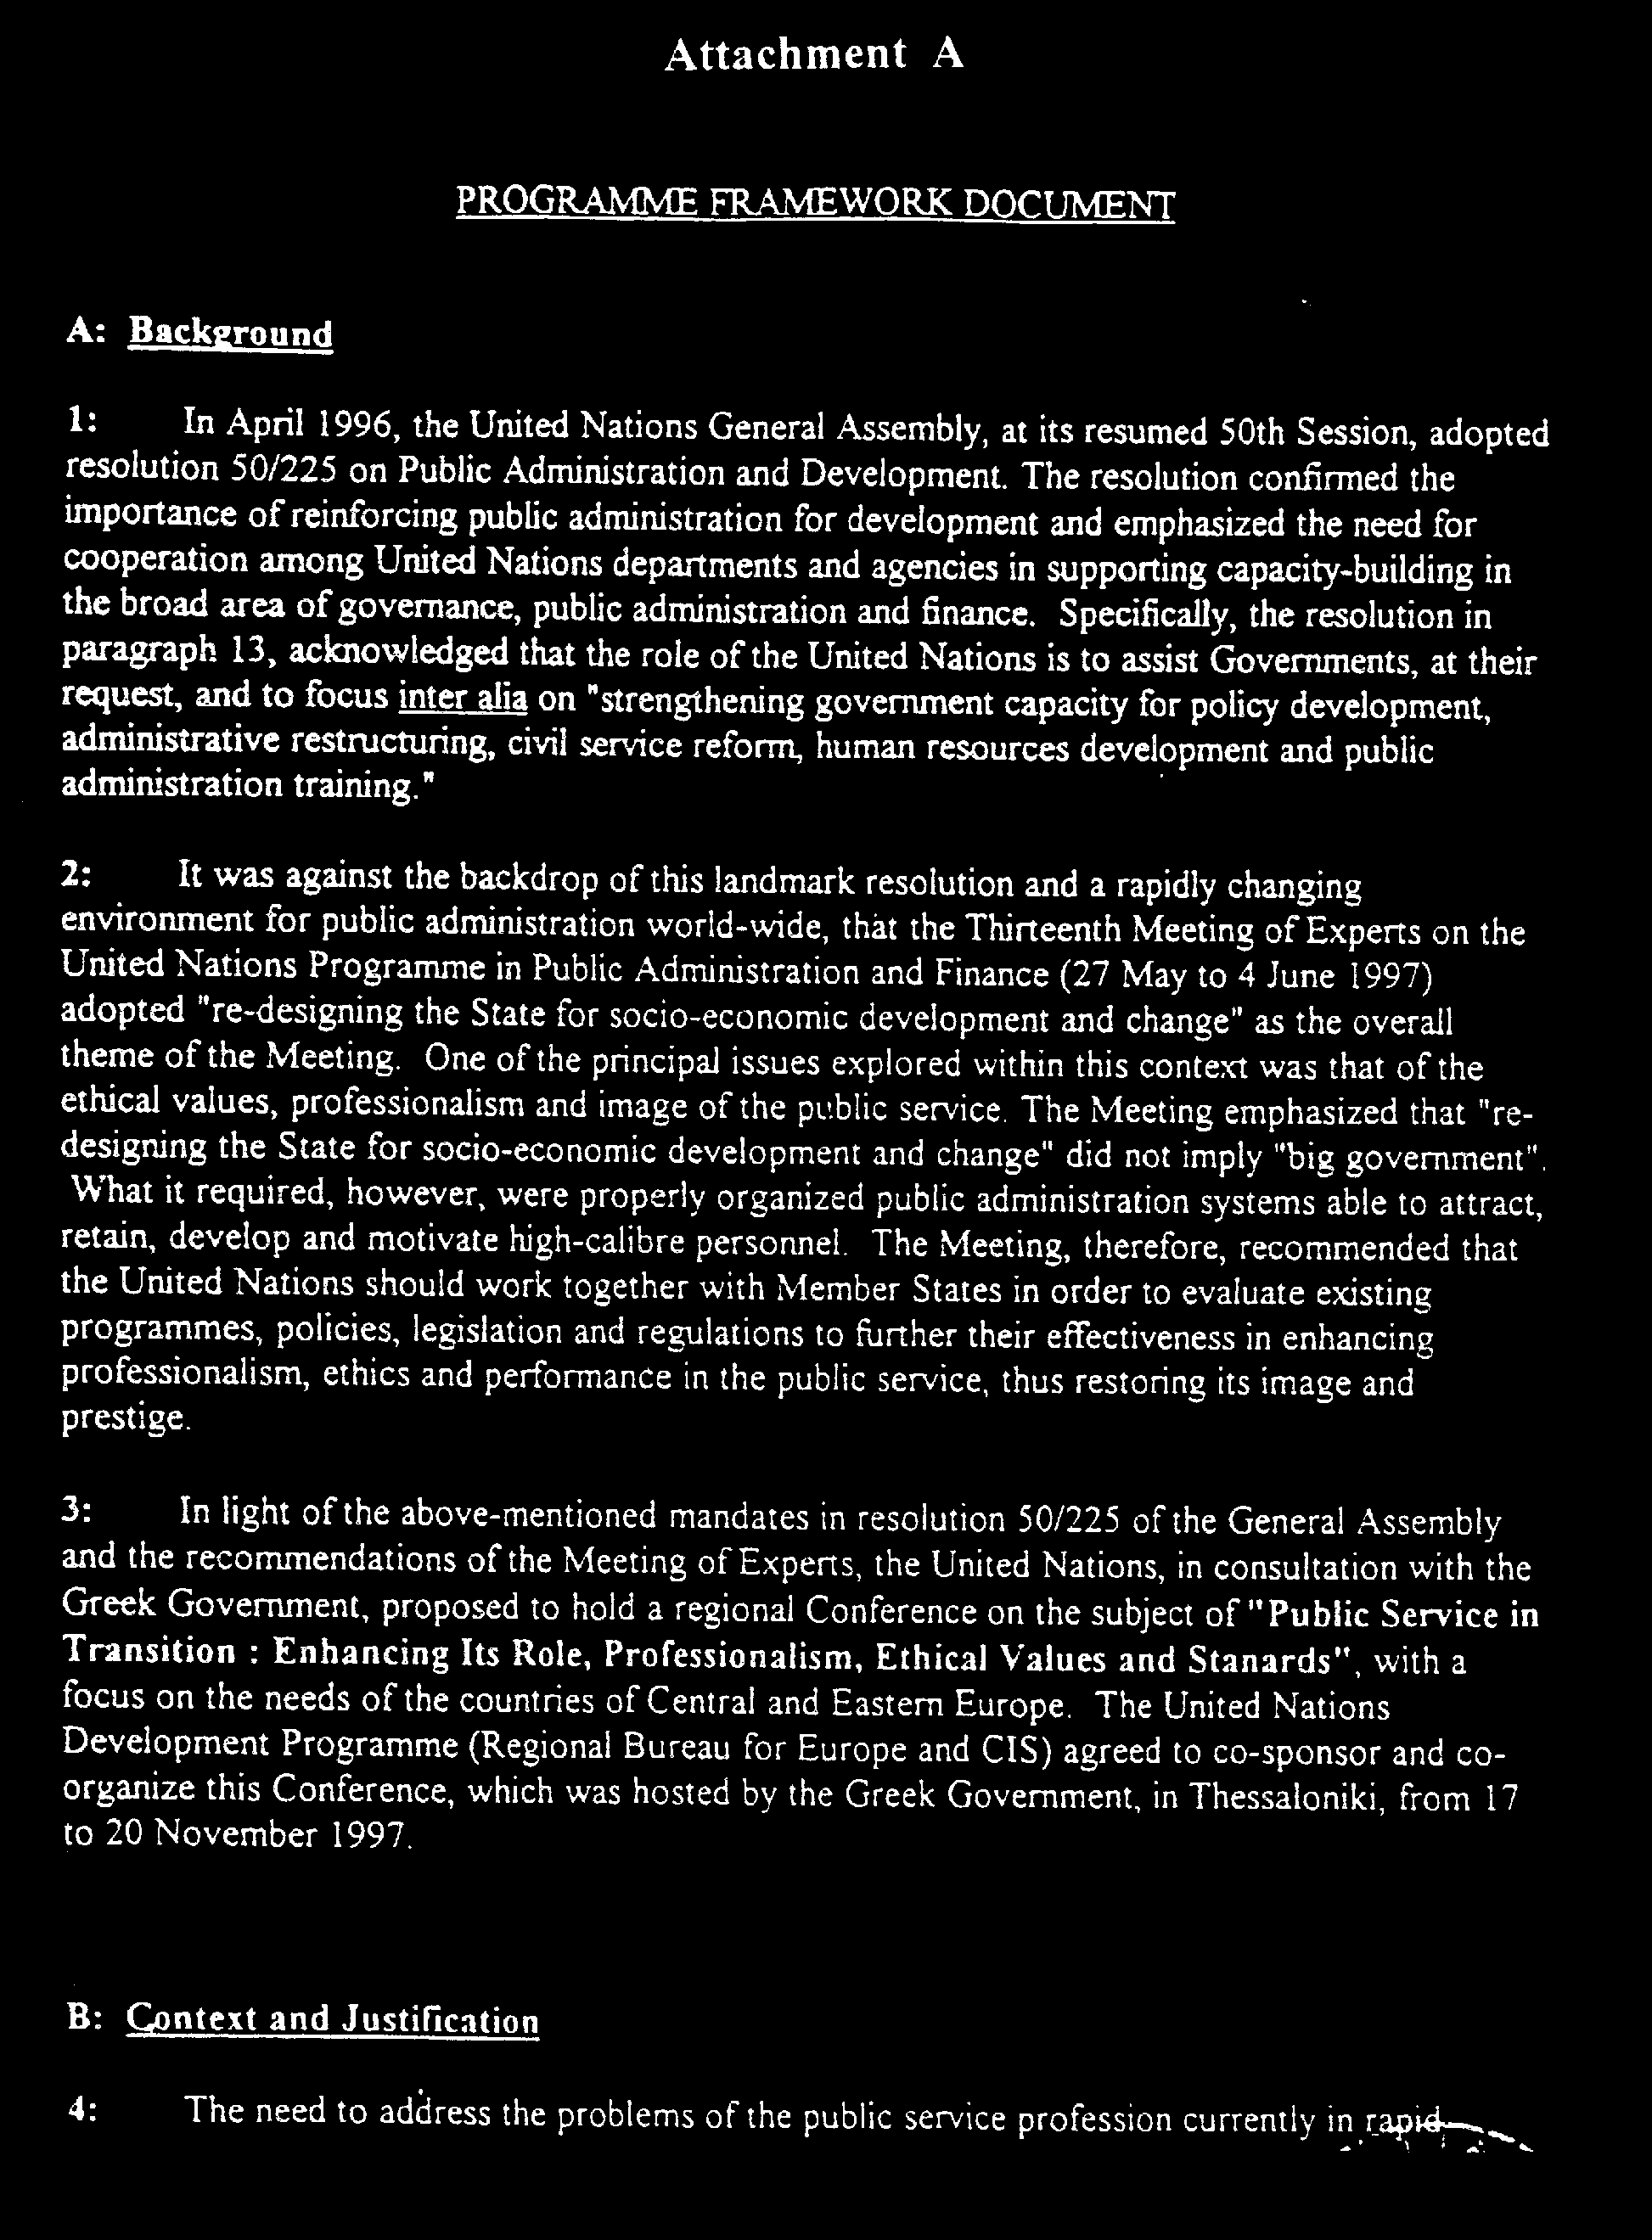 Attachment A
PROGRAMME FRAMEWORK DOCUMENT
A: Background
1: In April 1996, the United Nations General Assembly, at its resumed 50th Session, adopted
resolution 50/225 on Public Administration and Development. The resolution confirmed the
importance of reinforcing public administration for development and emphasized the need for
cooperation among United Nations departments and agencies in supporting capacity-building in
the broad area of governance, public administration and finance. Specifically, the resolution in
paragraph 13, acknowledged that the role of the United Nations is to assist Governments, at their
request, and to focus inter alia on "strengthening government capacity for policy development,
administrative restructuring, civil service reform, human resources development and public
administration training."
2: It was against the backdrop of this landmark resolution and a rapidly changing
environment for public administration world-wide, that the Thirteenth Meeting of Experts on the
United Nations Programme in Public Administration and Finance (27 May to 4 June 1997)
adopted "re-designing the State for socio-economic development and change" as the overall
theme of the Meeting. One of the principal issues explored within this context was that of the
ethical values, professionalism and image of the public service. The Meeting emphasized that "re-
designing the State for socio-economic development and change" did not imply "big government".
What it required, however, were properly organized public administration systems able to attract,
retain, develop and motivate high-calibre personnel. The Meeting, therefore, recommended that
the United Nations should work together with Member States in order to evaluate existing
programmes, policies, legislation and regulations to further their effectiveness in enhancing
professionalism, ethics and performance in the public service, thus restoring its image and
prestige.
3: In light of the above-mentioned mandates in resolution 50/225 of the General Assembly
and the recommendations of the Meeting of Experts, the United Nations, in consultation with the
Greek Government, proposed to hold a regional Conference on the subject of "Public Service in
Transition : Enhancing Its Role, Professionalism, Ethical Values and Stanards", with a
focus on the needs of the countries of Central and Eastern Europe. The United Nations
Development Programme (Regional Bureau for Europe and CIS) agreed to co-sponsor and co-
organize this Conference, which was hosted by the Greek Government, in Thessaloniki, from 17
to 20 November 1997.
B: Context and Justification
4: The need to address the problems of the public service profession currently in rapid